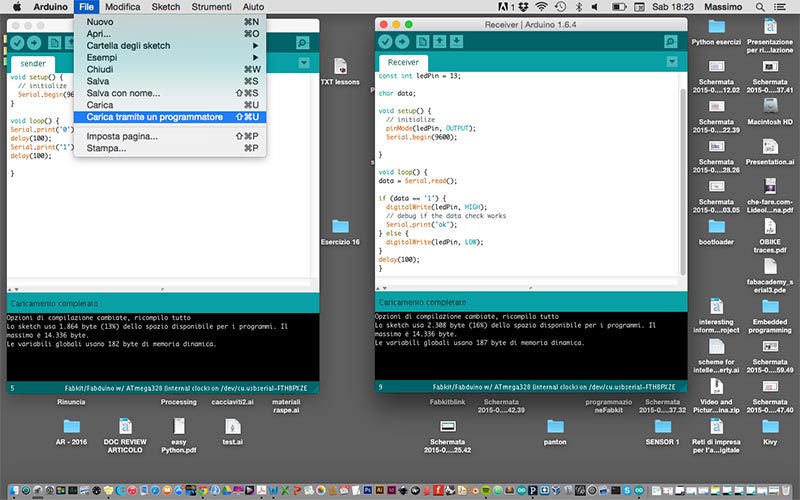 Arduino File Modifica Sketch Strumenti Aiuto
1 Sab 18:23 Massimo
Nuovo ⌘N
Apri... ⌘O
Cartella degli sketch
Esempi
Chiudi ⌘W
Salva ⌘S
Salva con nome... ⇧⌘S
Carica ⌘U
Carica tramite un programmatore ⇧⌘U
Imposta pagina... ⇧⌘P
Stampa... ⌘P
sender
void setup() {
// initialize
Serial.begin(96
}
void loop() {
Serial.print('0')
delay(100);
Serial.print('1')
delay(100);
}
Caricamento completato
Opzioni di compilazione cambiate, ricompilo tutto
Lo sketch usa 1.864 byte (13%) dello spazio disponibile per i programmi. Il
massimo è 14.336 byte.
Le variabili globali usano 182 byte di memoria dinamica.
5 Fabkit/Fabduino w/ ATmega328 (internal clock) on /dev/cu.usbserial-FTH8PXZE
Receiver | Arduino 1.6.4
Receiver
const int ledPin = 13;
char data;
void setup() {
// initialize
pinMode(ledPin, OUTPUT);
Serial.begin(9600);
}
void loop() {
data = Serial.read();
if (data == '1') {
digitalWrite(ledPin, HIGH);
// debug if the data check works
Serial.print("ok");
} else {
digitalWrite(ledPin, LOW);
}
delay(100);
}
Caricamento completato
Opzioni di compilazione cambiate, ricompilo tutto
Lo sketch usa 2.308 byte (16%) dello spazio disponibile per i programmi. Il
massimo è 14.336 byte.
Le variabili globali usano 187 byte di memoria dinamica.
9 Fabkit/Fabduino w/ ATmega328 (internal clock) on /dev/cu.usbserial-FTH8PXZE
TXT lessons
Esercizio 16
Python esercizi
Presentazione
per ri...lazione
Schermata
2015-0....12.02
Schermata
2015-0....37.41
Schermata
2015-0....22.31
Macintosh HD
Schermata
2015-0....28.26
Presentation.ai
Schermata
2015-0....03.05
che-fare.com-
Lideol...na.pdf
bootloader
OBIKE
traces.pdf
fabacademy_s
erial3.pde
interesting
inform...roject
Embedded
programming
scheme for
intelle...erty.ai
Schermata
2015-0....59.49
Video and
Pictur...ina.zip
Schermata
2015-0....47.40
Rinuncia
Processing
cacciaviti2.ai
materiali
raspe.ai
Fabkitblink
Schermata
2015-0...42.39
programmazio
neFabkit
Schermata
2015-0....37.32
AR - 2016
DOC REVIEW
ARTICOLO
easy
Python.pdf
test.ai
Schermata
2015-0....25.42
panton
SENSOR 1
Reti di impresa
per l'a...igitale
Kivy